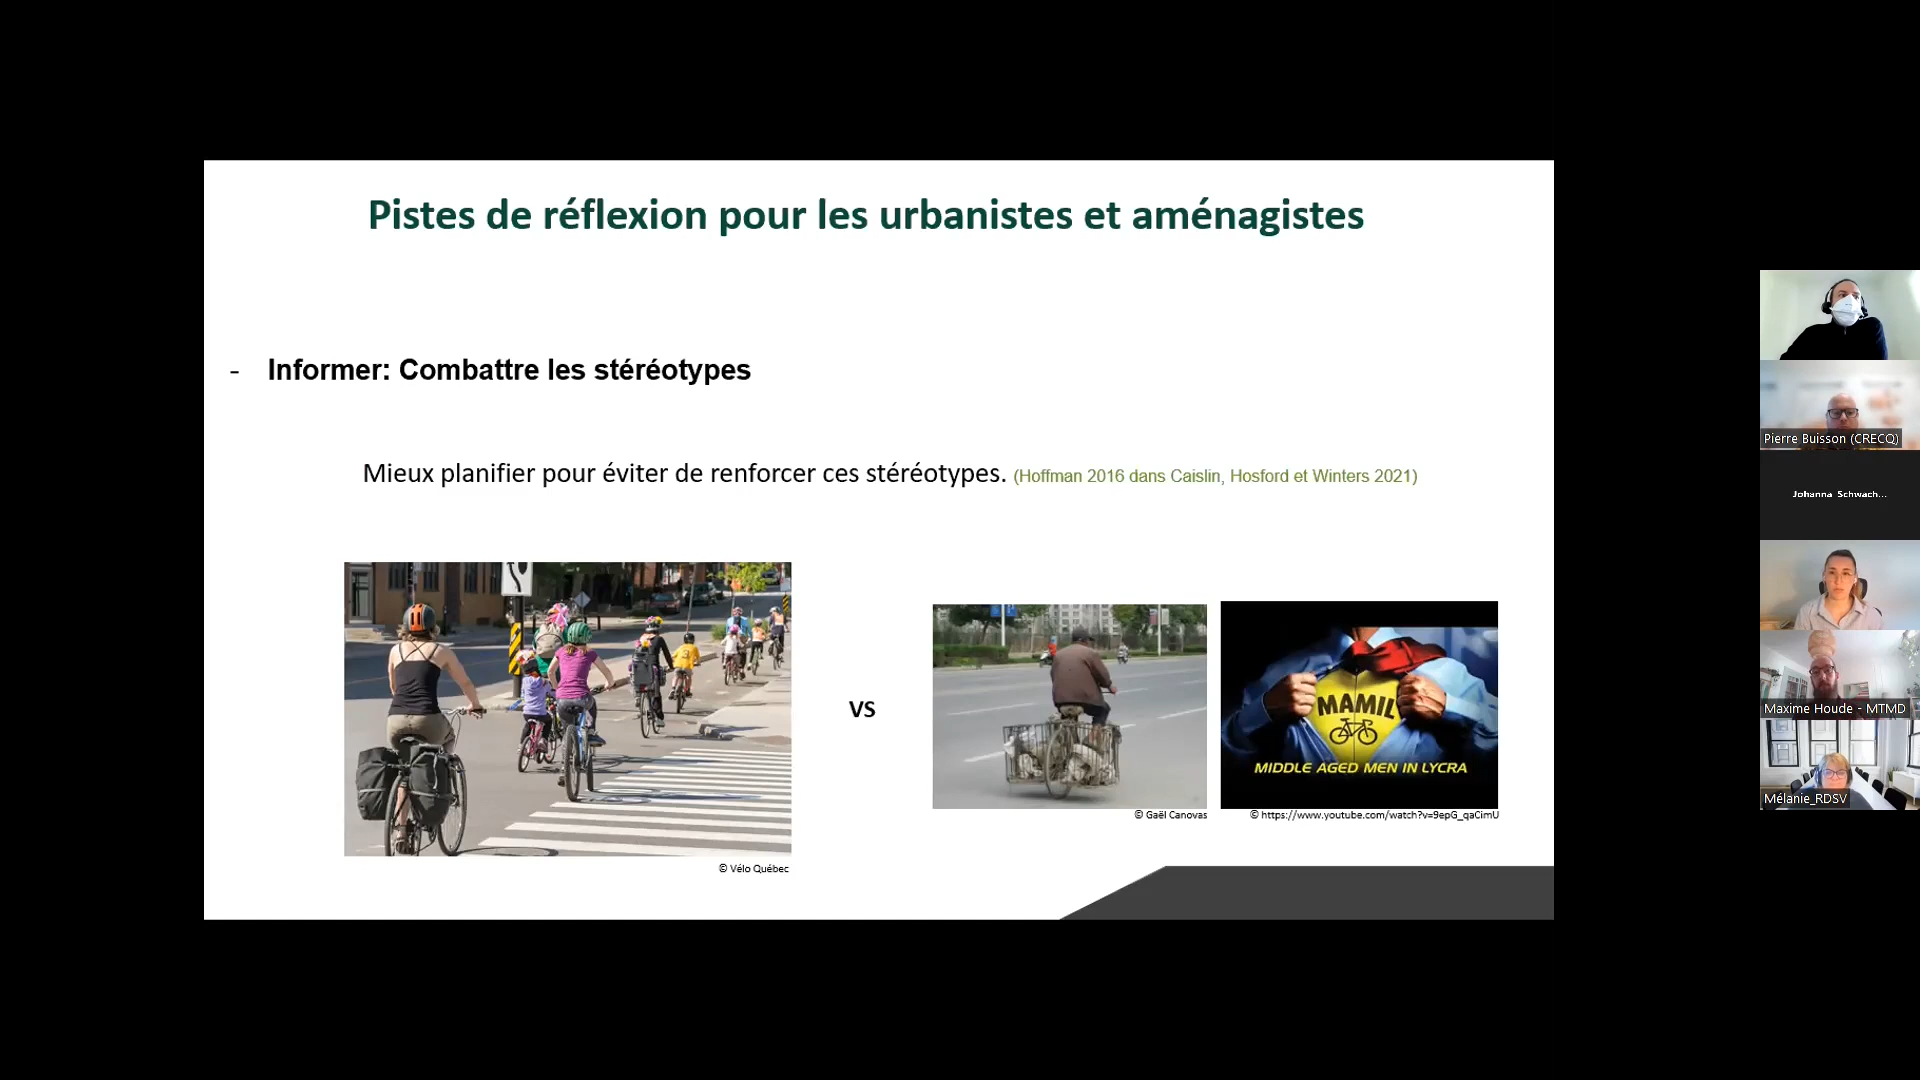 Pistes de réflexion pour les urbanistes et aménagistes
- Informer: Combattre les stéréotypes
Mieux planifier pour éviter de renforcer ces stéréotypes. (Hoffman 2016 dans Caislin, Hosford et Winters 2021)
VS
MAMIL
MIDDLE AGED MEN IN LYCRA
© Gaël Canovas
© https://www.youtube.com/watch?v=9epG_qaCimU
© Vélo Québec
Pierre Buisson (CRECQ)
Johanna Schwach...
Maxime Houde - MTMD
Mélanie_RDSV